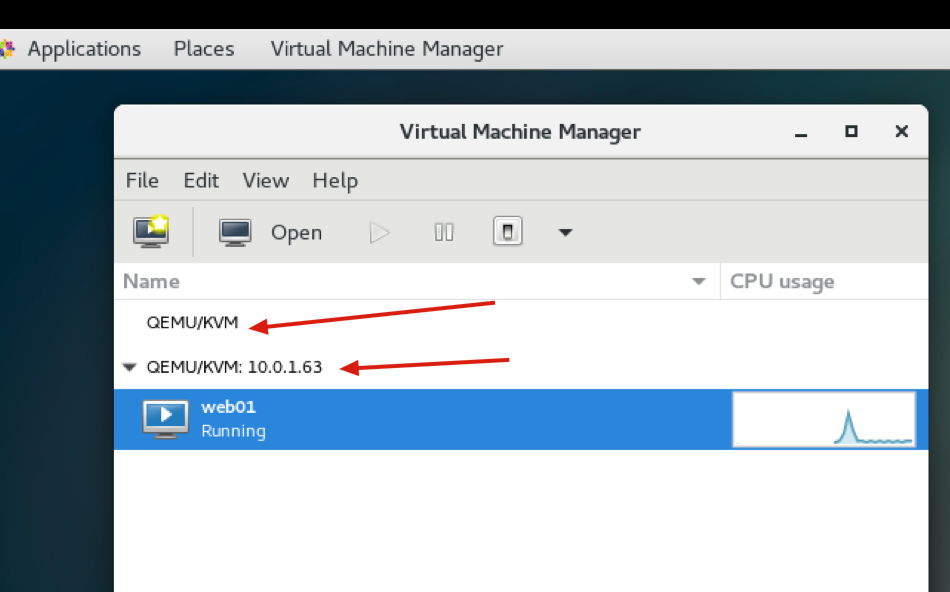 Applications Places Virtual Machine Manager
Virtual Machine Manager
File Edit View Help
Open
Name CPU usage
QEMU/KVM
QEMU/KVM: 10.0.1.63
web01
Running